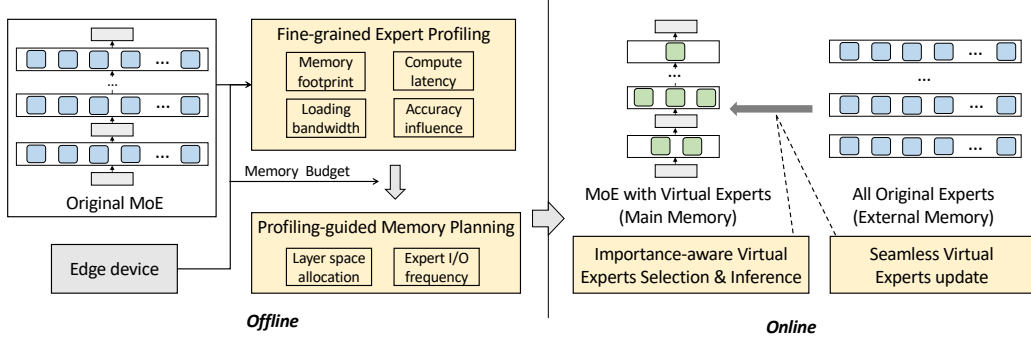 Original MoE
Edge device
Fine-grained Expert Profiling
Memory
footprint
Compute
latency
Loading
bandwidth
Accuracy
influence
Memory Budget
Profiling-guided Memory Planning
Layer space
allocation
Expert I/O
frequency
Offline
...
...
...
...
...
MoE with Virtual Experts
(Main Memory)
...
...
...
...
All Original Experts
(External Memory)
Importance-aware Virtual
Experts Selection & Inference
Seamless Virtual
Experts update
Online